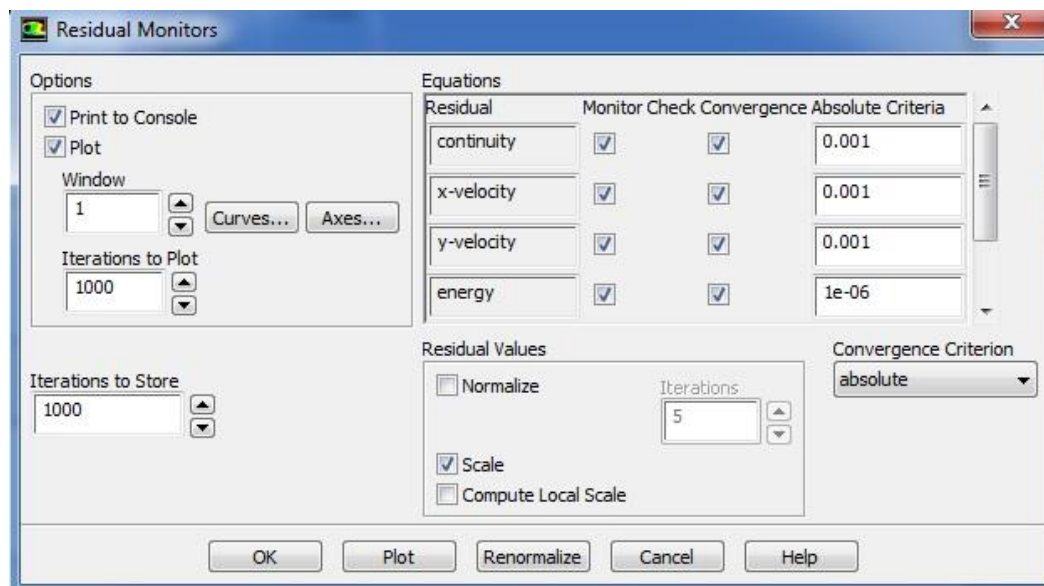 Residual Monitors
Options
Print to Console
Plot
Window
1
Curves... Axes...
Iterations to Plot
1000
Iterations to Store
1000
Equations
Residual Monitor Check Convergence Absolute Criteria
continuity 0.001
x-velocity 0.001
y-velocity 0.001
energy 1e-06
Residual Values
Normalize
Iterations
5
Scale
Compute Local Scale
Convergence Criterion
absolute
OK Plot Renormalize Cancel Help